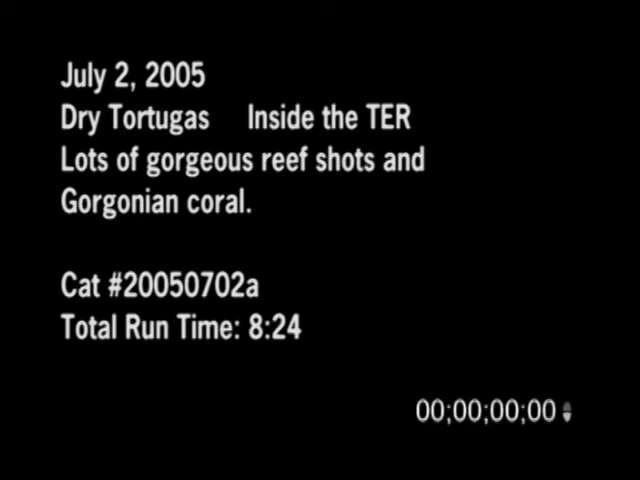 July 2, 2005
Dry Tortugas    Inside the TER
Lots of gorgeous reef shots and
Gorgonian coral.
Cat #20050702a
Total Run Time: 8:24
00;00;00;00